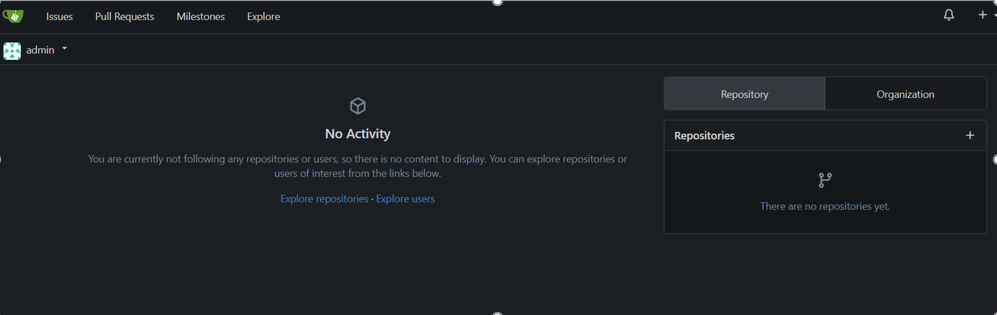 Issues Pull Requests Milestones Explore
admin
Repository Organization
No Activity
Repositories
You are currently not following any repositories or users, so there is no content to display. You can explore repositories or
users of interest from the links below.
Explore repositories · Explore users
There are no repositories yet.